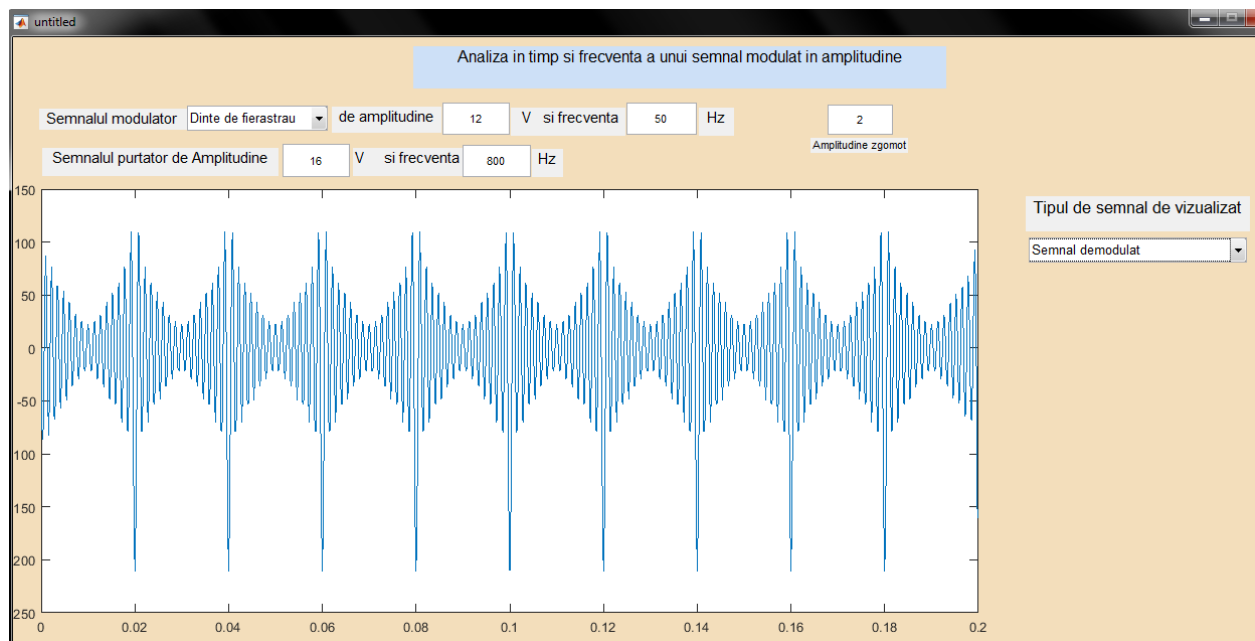 untitled
Analiza in timp si frecventa a unui semnal modulat in amplitudine
Semnalul modulator Dinte de fierastrau de amplitudine 12 V si frecventa 50 Hz 2
Amplitudine zgomot
Semnalul purtator de Amplitudine 16 V si frecventa 800 Hz
Tipul de semnal de vizualizat
Semnal demodulat
150
100
50
0
-50
100
150
200
250
0 0.02 0.04 0.06 0.08 0.1 0.12 0.14 0.16 0.18 0.2